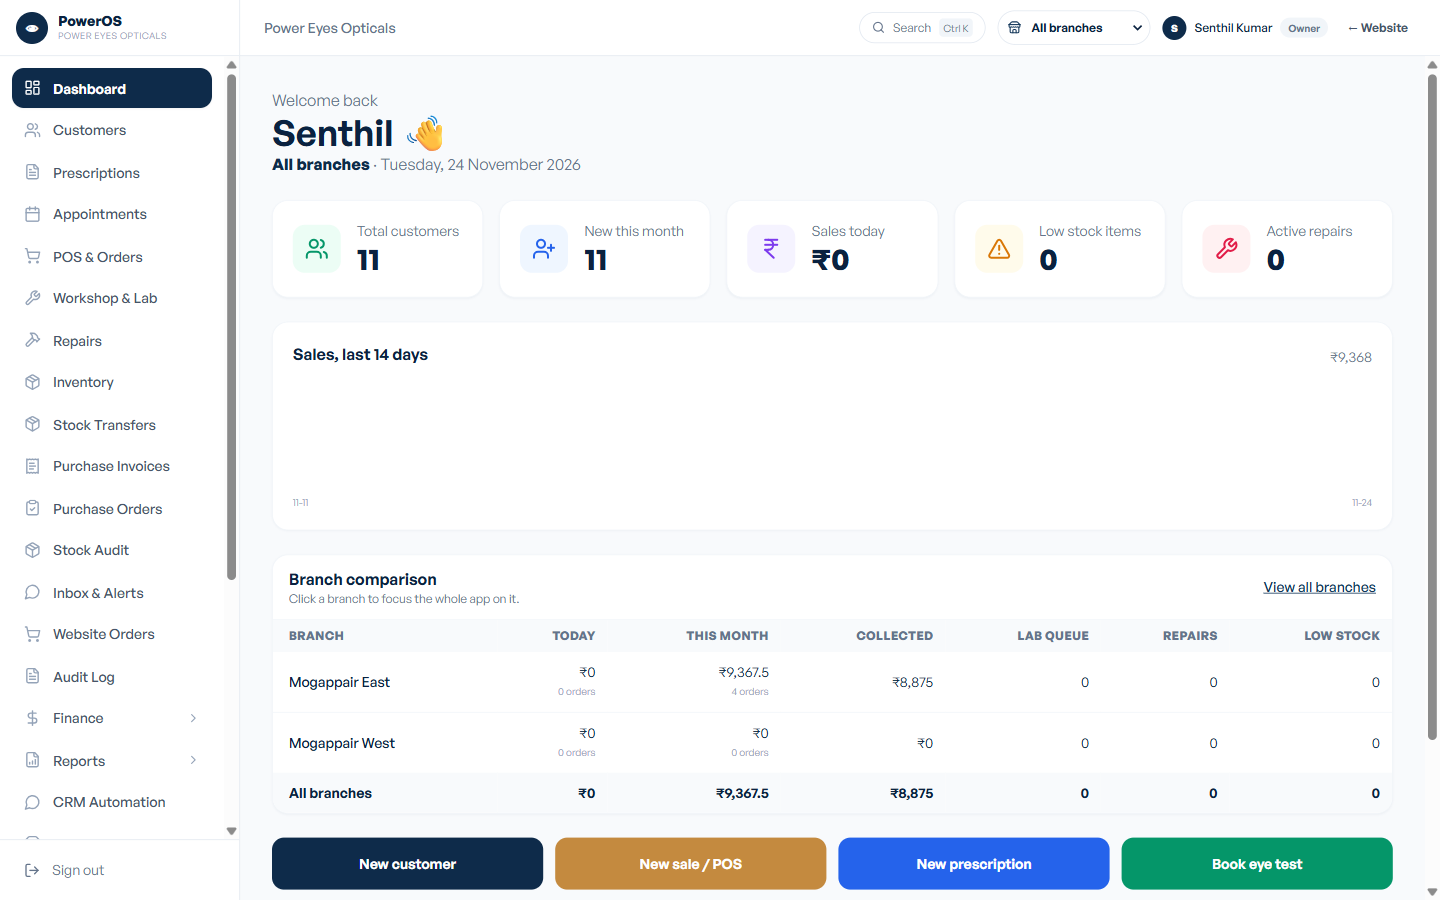 PowerOS
POWER EYES OPTICALS
Power Eyes Opticals
Search Ctrl K
All branches
S Senthil Kumar Owner
← Website
Dashboard
Customers
Prescriptions
Appointments
POS & Orders
Workshop & Lab
Repairs
Inventory
Stock Transfers
Purchase Invoices
Purchase Orders
Stock Audit
Inbox & Alerts
Website Orders
Audit Log
Finance
Reports
CRM Automation
Sign out
Welcome back
Senthil 👋
All branches · Tuesday, 24 November 2026
Total customers
11
New this month
11
Sales today
₹0
Low stock items
0
Active repairs
0
Sales, last 14 days ₹9,368
11-11 11-24
Branch comparison
Click a branch to focus the whole app on it.
View all branches
BRANCH TODAY THIS MONTH COLLECTED LAB QUEUE REPAIRS LOW STOCK
Mogappair East ₹0 ₹9,367.5 ₹8,875 0 0 0
0 orders 4 orders
Mogappair West ₹0 ₹0 ₹0 0 0 0
0 orders 0 orders
All branches ₹0 ₹9,367.5 ₹8,875 0 0 0
New customer New sale / POS New prescription Book eye test